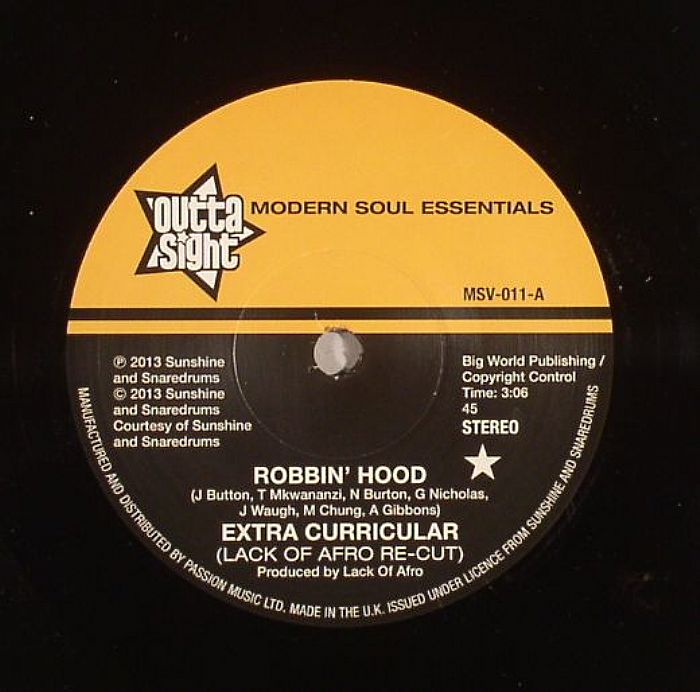 outta
sight
MODERN SOUL ESSENTIALS
MSV-011-A
℗ 2013 Sunshine
and Snaredrums
© 2013 Sunshine
and Snaredrums
Courtesy of Sunshine
and Snaredrums
Big World Publishing /
Copyright Control
Time: 3:06
45
STEREO
ROBBIN' HOOD
(J Button, T Mkwananzi, N Burton, G Nicholas,
J Waugh, M Chung, A Gibbons)
EXTRA CURRICULAR
(LACK OF AFRO RE-CUT)
Produced by Lack Of Afro
MANUFACTURED AND DISTRIBUTED BY PASSION MUSIC LTD. MADE IN THE U.K. ISSUED UNDER LICENCE FROM SUNSHINE AND SNAREDRUMS